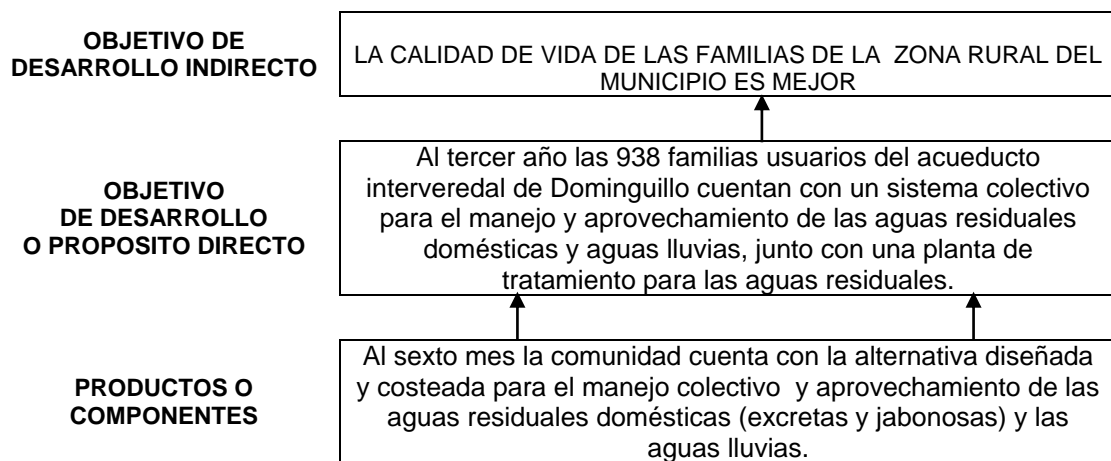 OBJETIVO DE
DESARROLLO INDIRECTO
LA CALIDAD DE VIDA DE LAS FAMILIAS DE LA ZONA RURAL DEL
MUNICIPIO ES MEJOR
OBJETIVO
DE DESARROLLO
O PROPOSITO DIRECTO
Al tercer año las 938 familias usuarios del acueducto
interveredal de Dominguillo cuentan con un sistema colectivo
para el manejo y aprovechamiento de las aguas residuales
domésticas y aguas lluvias, junto con una planta de
tratamiento para las aguas residuales.
PRODUCTOS O
COMPONENTES
Al sexto mes la comunidad cuenta con la alternativa diseñada
y costeada para el manejo colectivo y aprovechamiento de las
aguas residuales domésticas (excretas y jabonosas) y las
aguas lluvias.